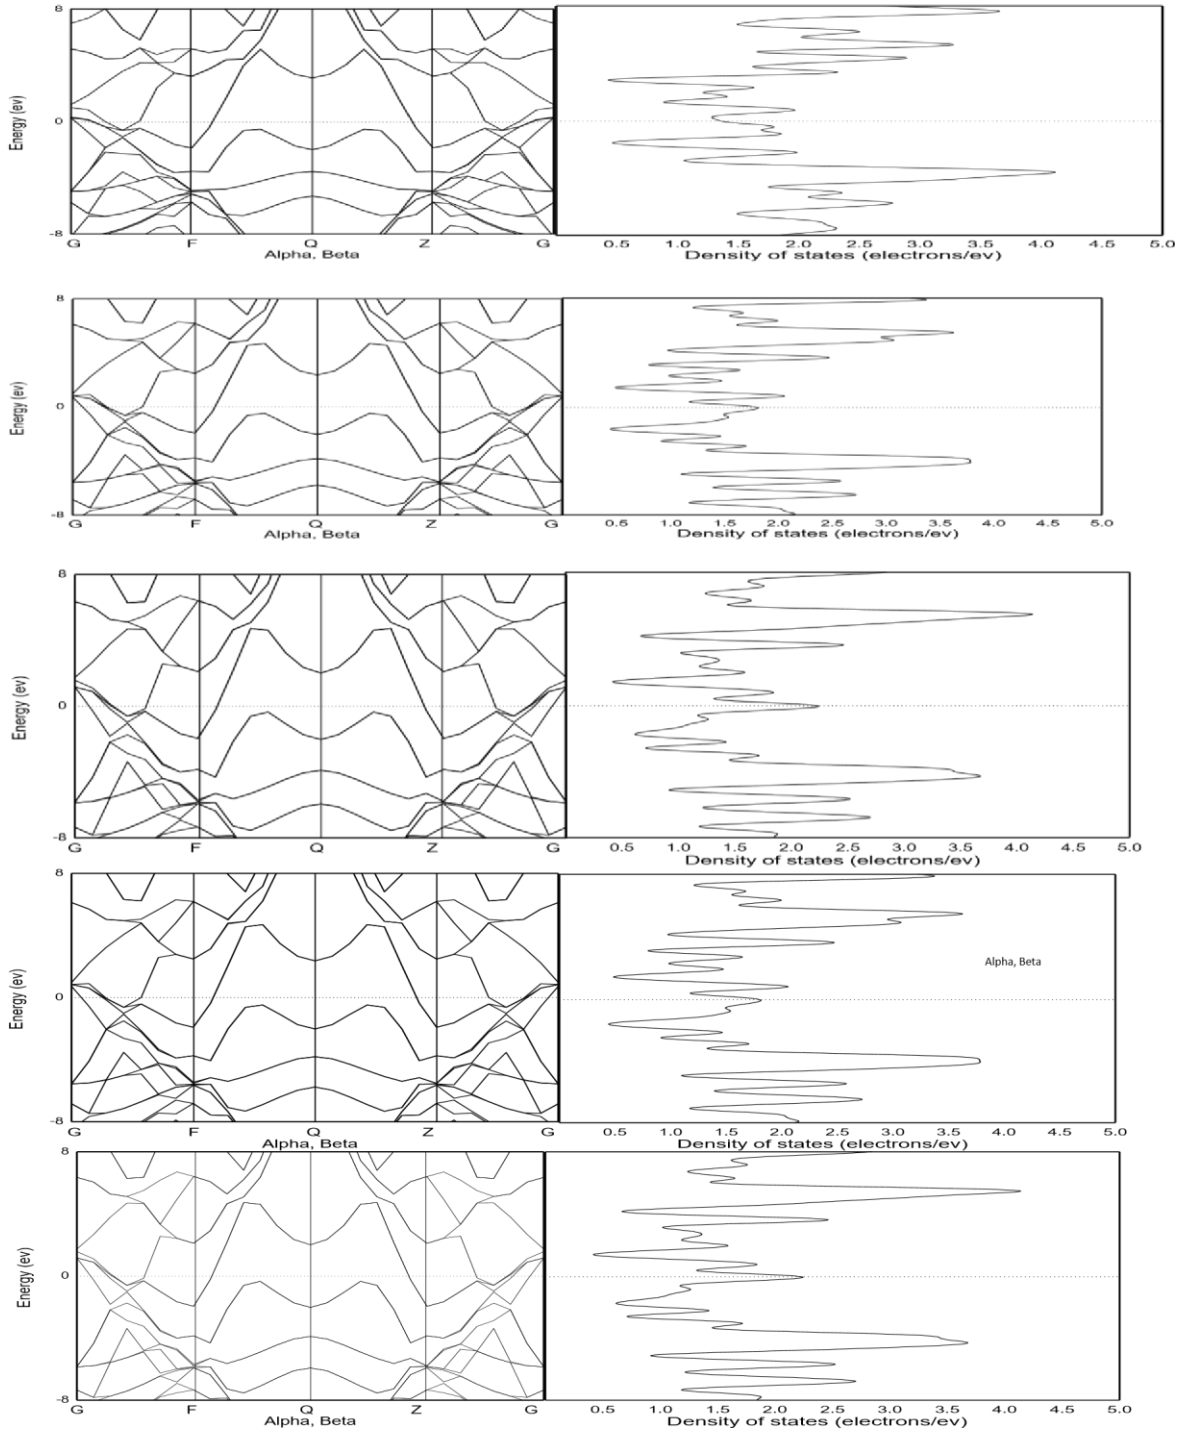 8
0
-8
Energy (ev)
G F Q Z G
Alpha, Beta
0.5 1.0 1.5 2.0 2.5 3.0 3.5 4.0 4.5 5.0
Density of states (electrons/ev)
8
0
-8
Energy (ev)
G F Q Z G
Alpha, Beta
0.5 1.0 1.5 2.0 2.5 3.0 3.5 4.0 4.5 5.0
Density of states (electrons/ev)
8
0
-8
Energy (ev)
G F Q Z G
Alpha, Beta
0.5 1.0 1.5 2.0 2.5 3.0 3.5 4.0 4.5 5.0
Density of states (electrons/ev)
8
0
-8
Energy (ev)
G F Q Z G
Alpha, Beta
Alpha, Beta
0.5 1.0 1.5 2.0 2.5 3.0 3.5 4.0 4.5 5.0
Density of states (electrons/ev)
8
0
-8
Energy (ev)
G F Q Z G
Alpha, Beta
0.5 1.0 1.5 2.0 2.5 3.0 3.5 4.0 4.5 5.0
Density of states (electrons/ev)